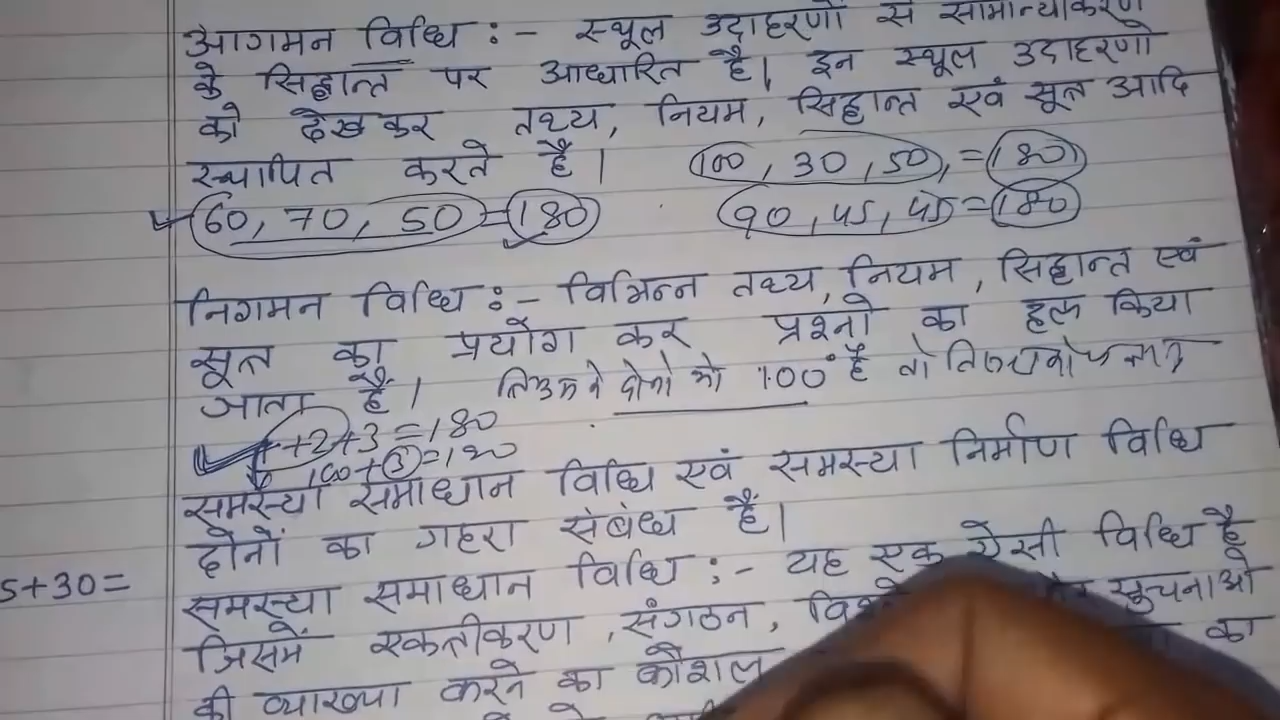 आगमन विधि :- स्थूल उदाहरणों से सामान्यीकरण
के सिद्धान्त पर आधारित है। इन स्थूल उदाहरणो
को देखकर तथ्य, नियम, सिद्धान्त एवं सूत्र आदि
स्थापित करते हैं। 100, 30, 50, = 180
60, 70, 50 = 180 90, 45, 45 = 180
निगमन विधि :- विभिन्न तथ्य, नियम, सिद्धान्त एवं
सूत्र का प्रयोग कर प्रश्नो का हल किया
जाता हैं। दोनो 100° है तो
+2+3=180
100+3=180
समस्या समाधान विधि एवं समस्या निर्माण विधि
दोनों का गहरा संबंध हैं।
5+30=
समस्या समाधान विधि :- यह एक ऐसी विधि है
जिसमें एकत्रीकरण, संगठन, सूचनाओ
की व्याख्या करने का कौशल का